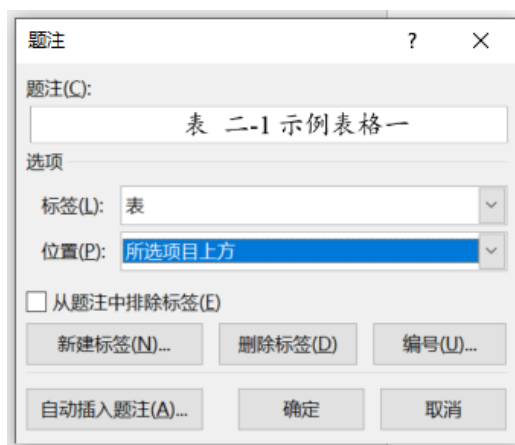 题注
题注(C):
表 二-1 示例表格一
选项
标签(L): 表
位置(P): 所选项目上方
从题注中排除标签(E)
新建标签(N)... 删除标签(D) 编号(U)...
自动插入题注(A)... 确定 取消